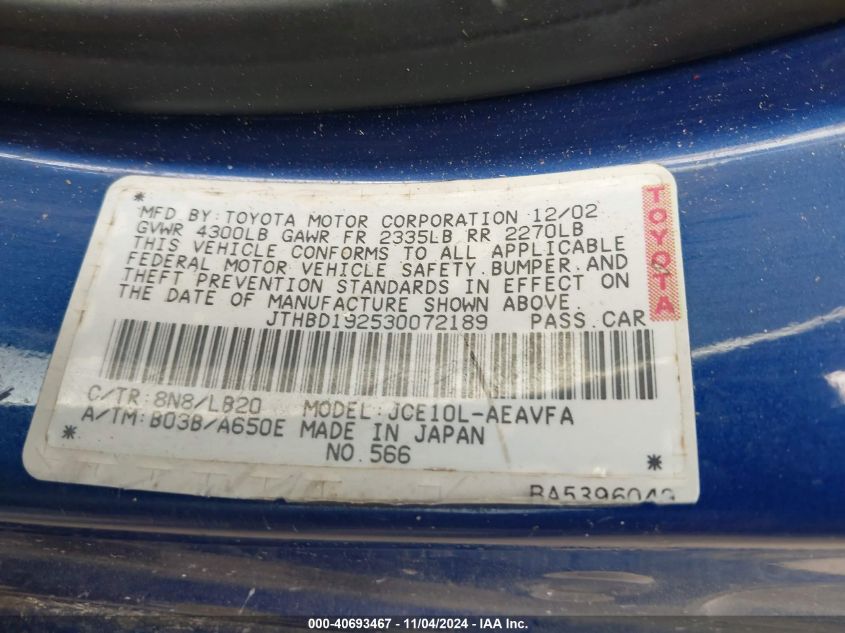 *
MFD BY:TOYOTA MOTOR CORPORATION 12/02
GVWR 4300LB GAWR FR 2335LB RR 2270LB
THIS VEHICLE CONFORMS TO ALL APPLICABLE
FEDERAL MOTOR VEHICLE SAFETY.BUMPER.AND
THEFT PREVENTION STANDARDS IN EFFECT ON
THE DATE OF MANUFACTURE SHOWN ABOVE.
TOYOTA
JTHBD192530072189 PASS.CAR
C/TR:8N8/LB20 MODEL:JCE10L-AEAVFA
A/TM:B03B/A650E MADE IN JAPAN
* NO.566 *
000-40693467 - 11/04/2024 - IAA Inc.